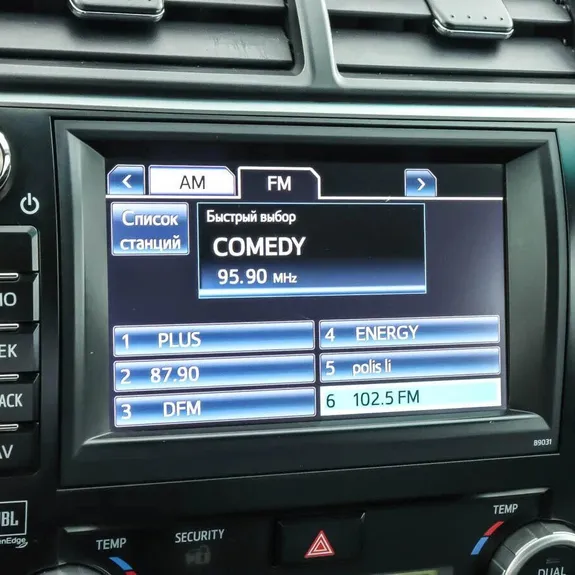 < AM FM >
Список
станций
Быстрый выбор
COMEDY
95.90 MHz
1 PLUS
2 87.90
3 DFM
4 ENERGY
5 polis li
6 102.5 FM
B9031
TEMP
SECURITY
TEMP
DUAL